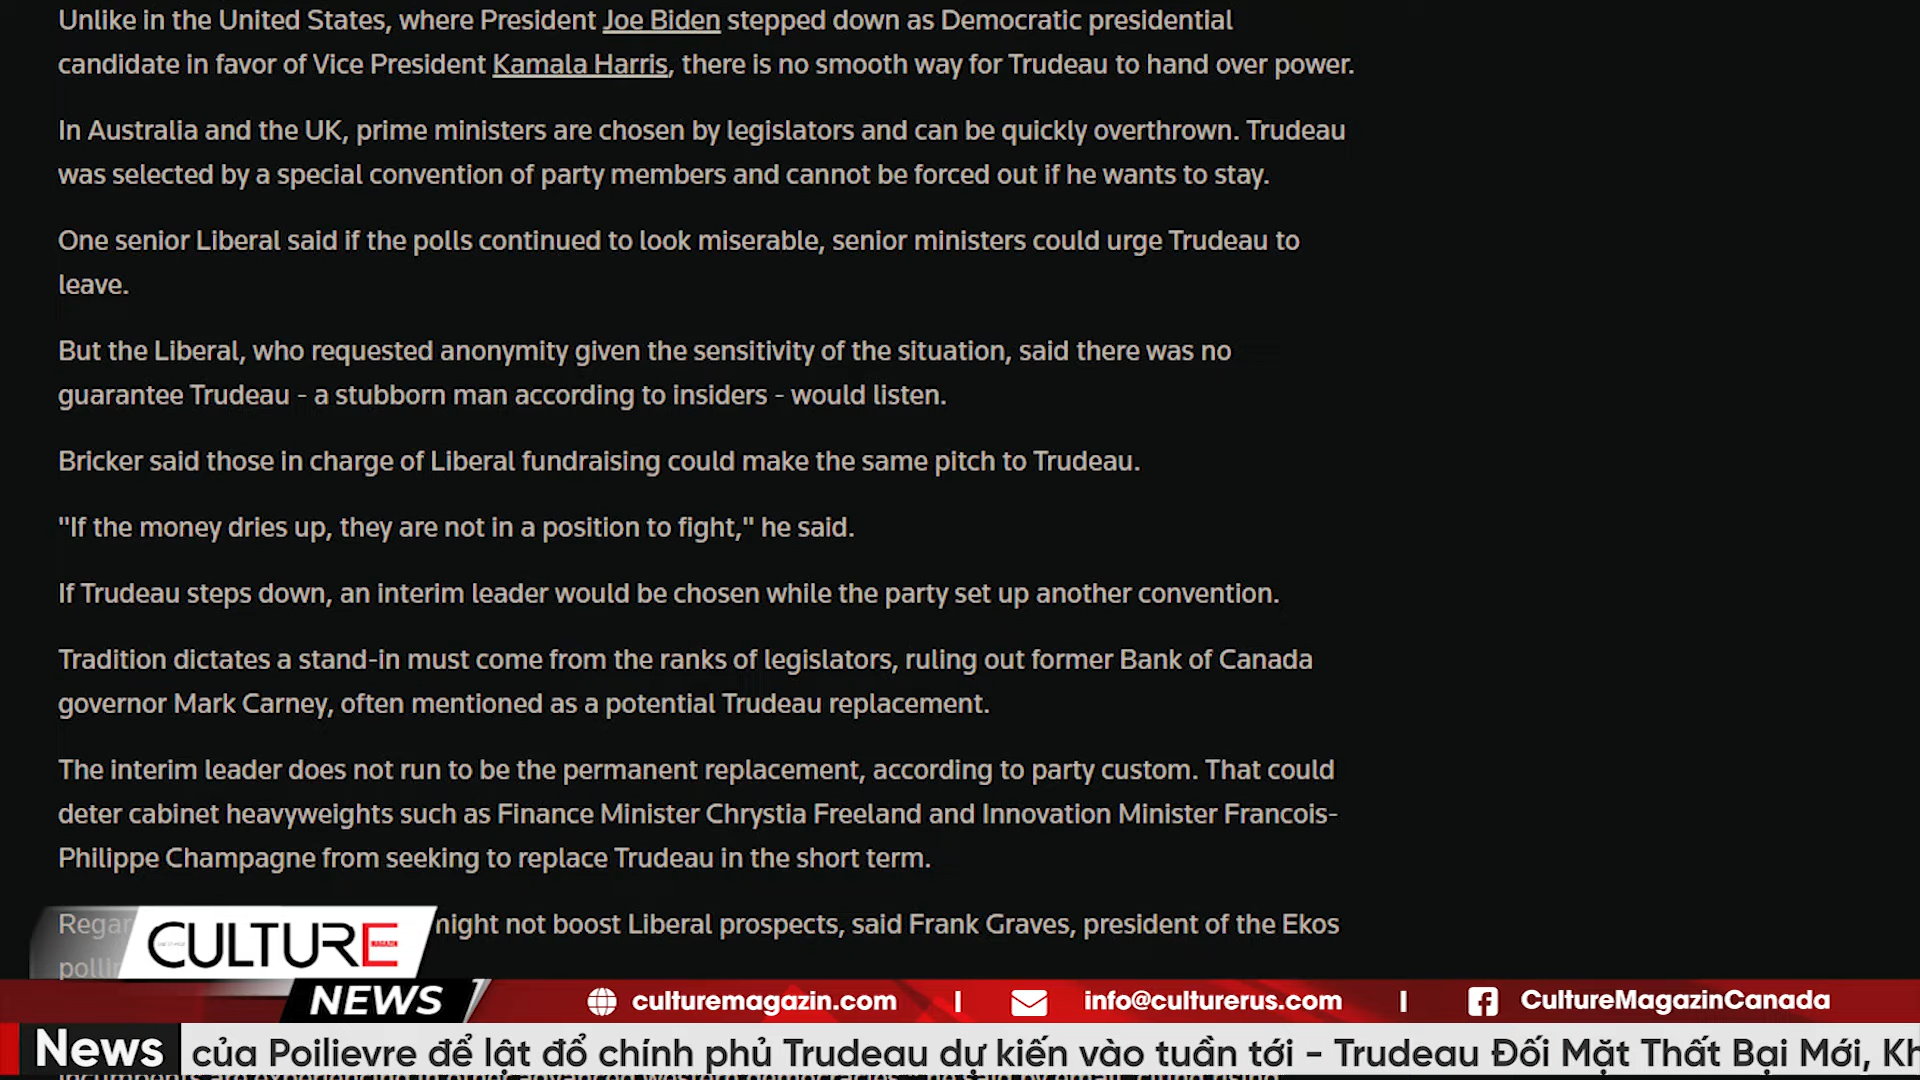 Unlike in the United States, where President Joe Biden stepped down as Democratic presidential
candidate in favor of Vice President Kamala Harris, there is no smooth way for Trudeau to hand over power.
In Australia and the UK, prime ministers are chosen by legislators and can be quickly overthrown. Trudeau
was selected by a special convention of party members and cannot be forced out if he wants to stay.
One senior Liberal said if the polls continued to look miserable, senior ministers could urge Trudeau to
leave.
But the Liberal, who requested anonymity given the sensitivity of the situation, said there was no
guarantee Trudeau - a stubborn man according to insiders - would listen.
Bricker said those in charge of Liberal fundraising could make the same pitch to Trudeau.
"If the money dries up, they are not in a position to fight," he said.
If Trudeau steps down, an interim leader would be chosen while the party set up another convention.
Tradition dictates a stand-in must come from the ranks of legislators, ruling out former Bank of Canada
governor Mark Carney, often mentioned as a potential Trudeau replacement.
The interim leader does not run to be the permanent replacement, according to party custom. That could
deter cabinet heavyweights such as Finance Minister Chrystia Freeland and Innovation Minister Francois-
Philippe Champagne from seeking to replace Trudeau in the short term.
might not boost Liberal prospects, said Frank Graves, president of the Ekos
CULTURE MAGAZIN
NEWS
culturemagazin.com | info@culturerus.com | CultureMagazinCanada
News của Poilievre để lật đổ chính phủ Trudeau dự kiến vào tuần tới - Trudeau Đối Mặt Thất Bại Mới, Kh